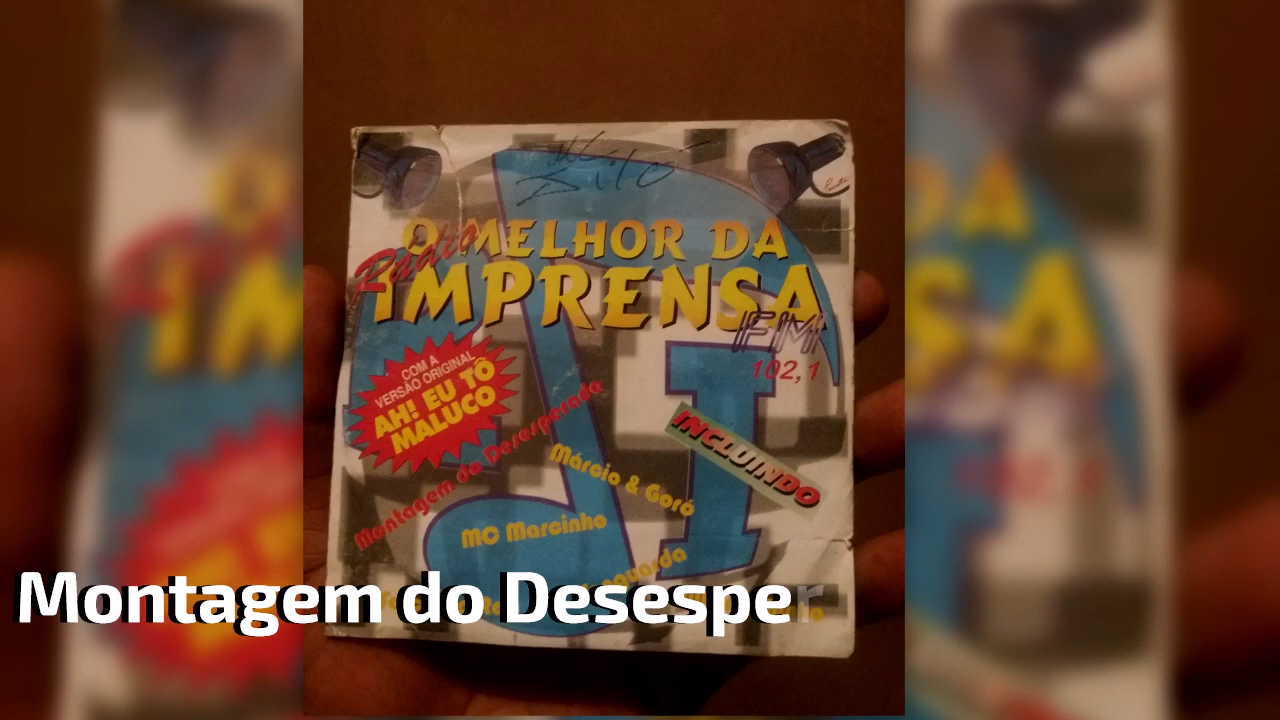 O MELHOR DA
Rádio
IMPRENSA
FM
102,1
COM A
VERSÃO ORIGINAL
AH! EU TÔ
MALUCO
Montagem do Desesperado
INCLUINDO
Márcio & Goró
MC Marcinho
Montagem do Desesper